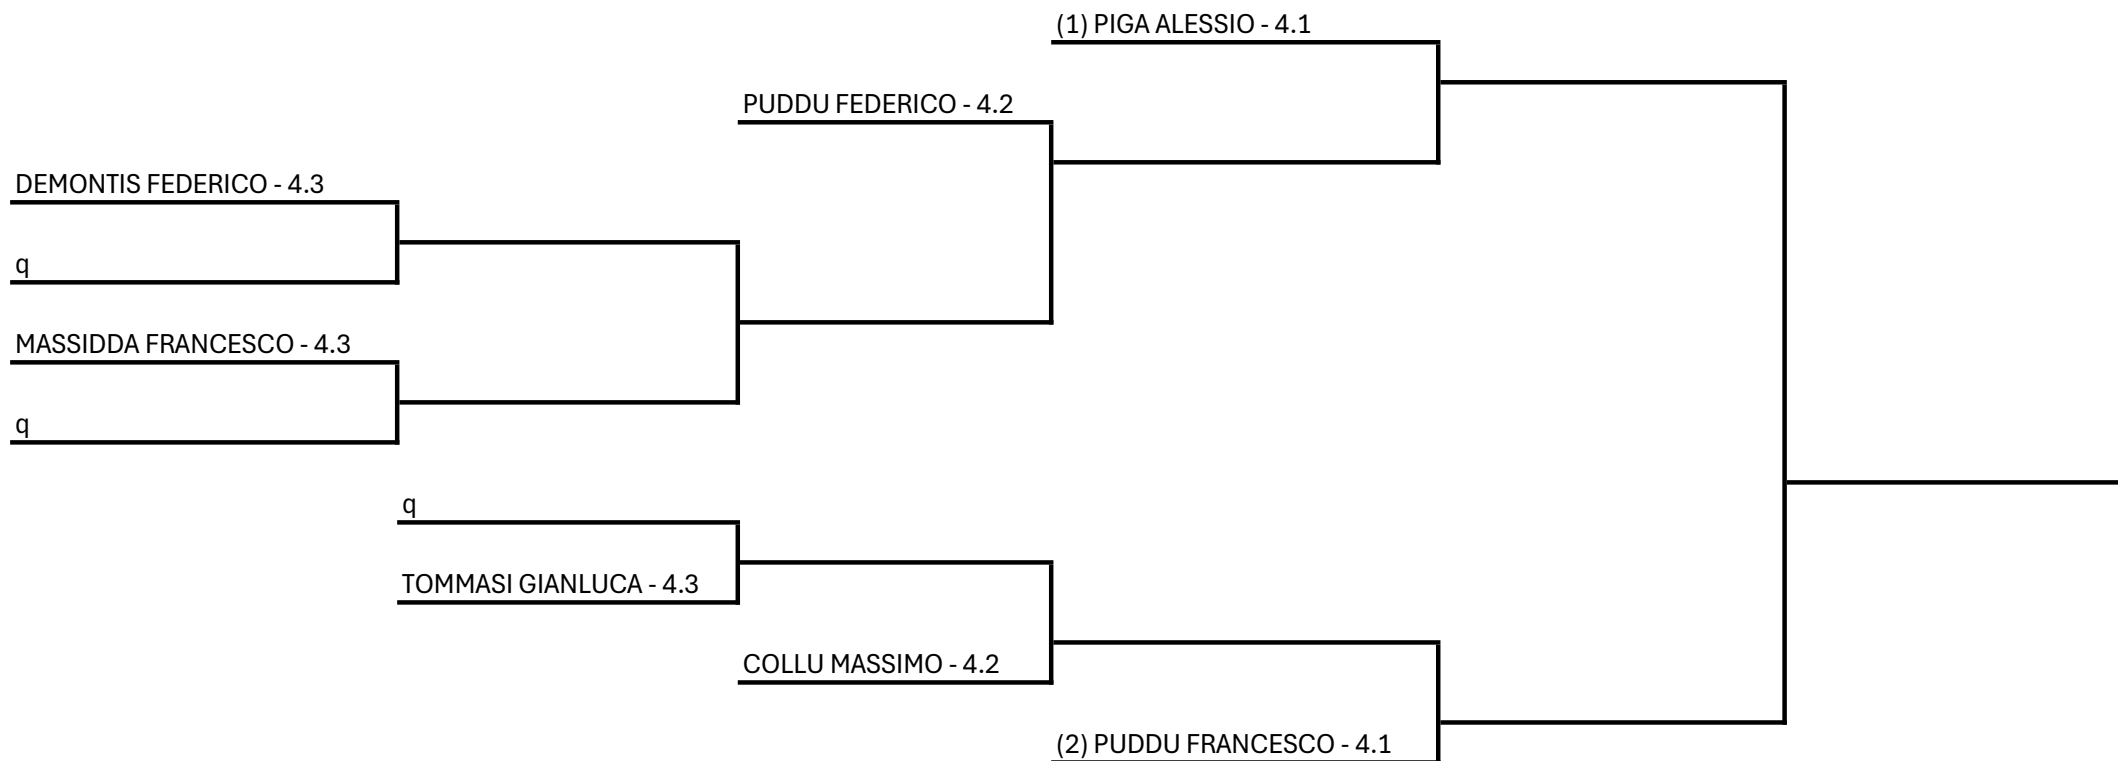 (1) PIGA ALESSIO - 4.1
PUDDU FEDERICO - 4.2
DEMONTIS FEDERICO - 4.3
q
MASSIDDA FRANCESCO - 4.3
q
q
TOMMASI GIANLUCA - 4.3
COLLU MASSIMO - 4.2
(2) PUDDU FRANCESCO - 4.1